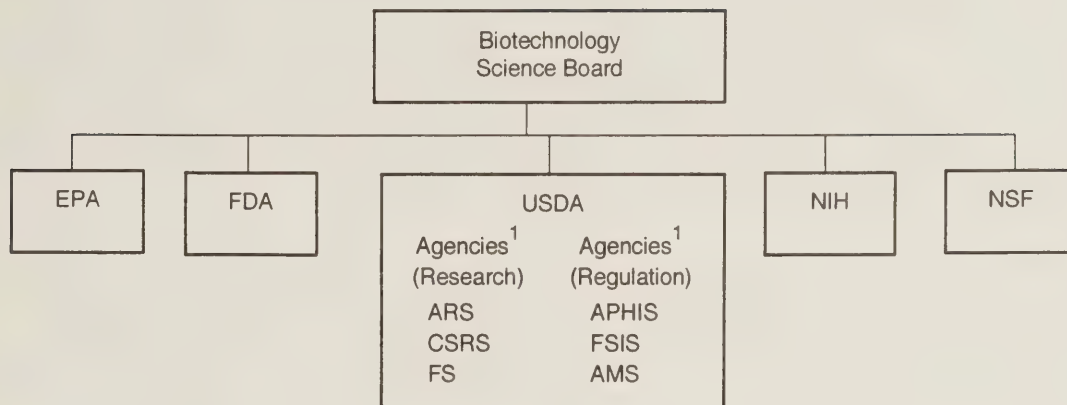 Biotechnology
Science Board
EPA
FDA
USDA
NIH
NSF
Agencies¹ Agencies¹
(Research) (Regulation)
ARS APHIS
CSRS FSIS
FS AMS